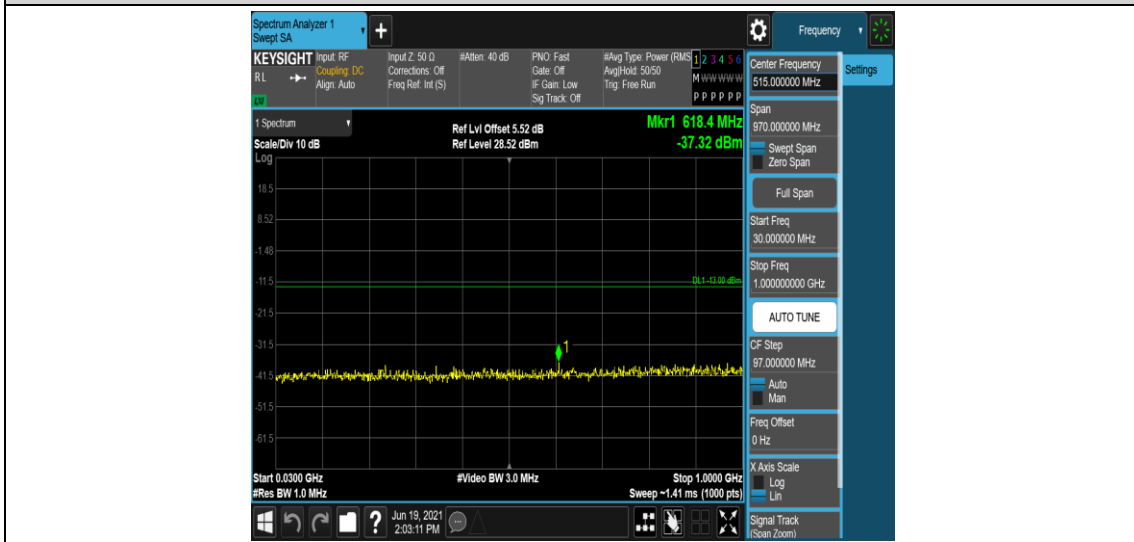 Spectrum Analyzer 1
Swept SA
+
Frequency
KEYSIGHT
RL
LXI
Input: RF
Coupling: DC
Align: Auto
Input Z: 50 Ω
Corrections: Off
Freq Ref: Int (S)
#Atten: 40 dB
PNO: Fast
Gate: Off
IF Gain: Low
Sig Track: Off
#Avg Type: Power (RMS
Avg|Hold: 50/50
Trig: Free Run
1 2 3 4 5 6
M W W W W W
P P P P P P
Center Frequency
515.000000 MHz
Settings
Span
970.000000 MHz
Swept Span
Zero Span
Full Span
Start Freq
30.000000 MHz
Stop Freq
1.000000000 GHz
AUTO TUNE
CF Step
97.000000 MHz
Auto
Man
Freq Offset
0 Hz
X Axis Scale
Log
Lin
Signal Track
(Span Zoom)
1 Spectrum
Scale/Div 10 dB
Log
Ref Lvl Offset 5.52 dB
Ref Level 28.52 dBm
Mkr1 618.4 MHz
-37.32 dBm
18.5
8.52
-1.48
-11.5
DL1 -13.00 dBm
-21.5
-31.5
1
-41.5
-51.5
-61.5
Start 0.0300 GHz
#Video BW 3.0 MHz
Stop 1.0000 GHz
#Res BW 1.0 MHz
Sweep ~1.41 ms (1000 pts)
?
Jun 19, 2021
2:03:11 PM